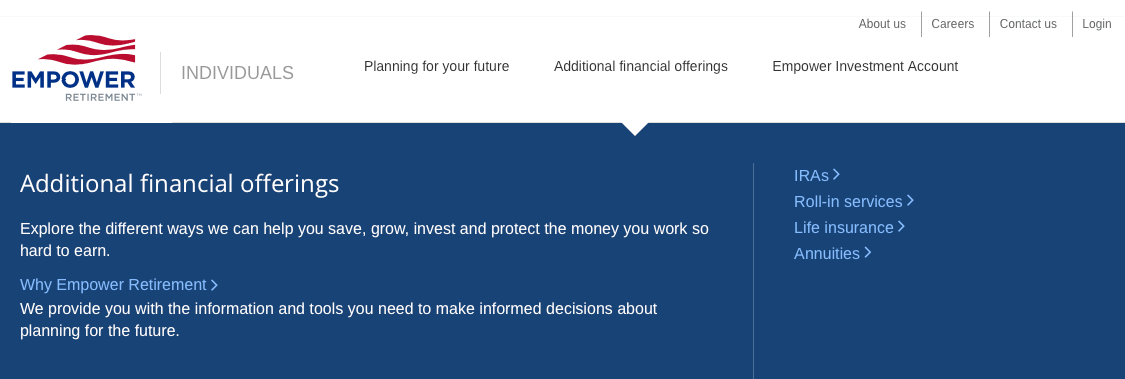 About us
Careers
Contact us
Login
EMPOWER
RETIREMENT™
INDIVIDUALS
Planning for your future
Additional financial offerings
Empower Investment Account
Additional financial offerings
Explore the different ways we can help you save, grow, invest and protect the money you work so
hard to earn.
Why Empower Retirement
We provide you with the information and tools you need to make informed decisions about
planning for the future.
IRAs
Roll-in services
Life insurance
Annuities